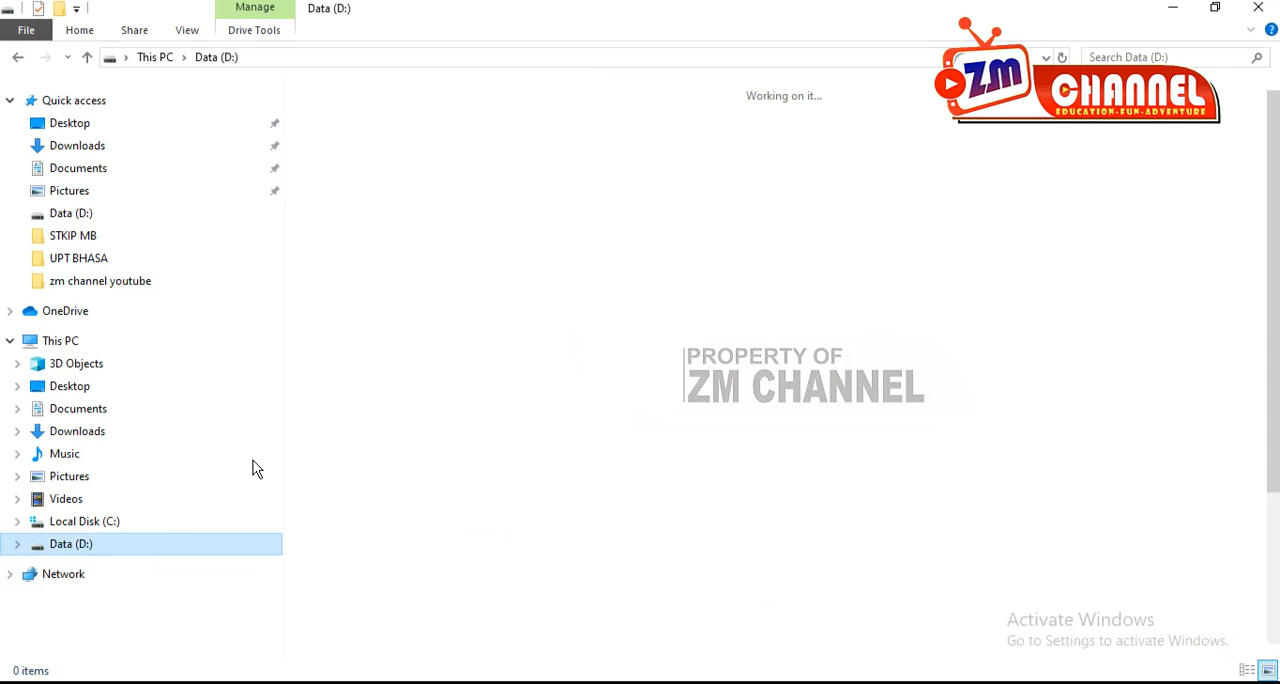 Manage
Data (D:)
File
Home
Share
View
Drive Tools
This PC
Data (D:)
Search Data (D:)
ZM CHANNEL
EDUCATION-FUN-ADVENTURE
Working on it...
Quick access
Desktop
Downloads
Documents
Pictures
Data (D:)
STKIP MB
UPT BHASA
zm channel youtube
OneDrive
This PC
3D Objects
Desktop
Documents
Downloads
Music
Pictures
Videos
Local Disk (C:)
Data (D:)
Network
PROPERTY OF
ZM CHANNEL
Activate Windows
Go to Settings to activate Windows.
0 items